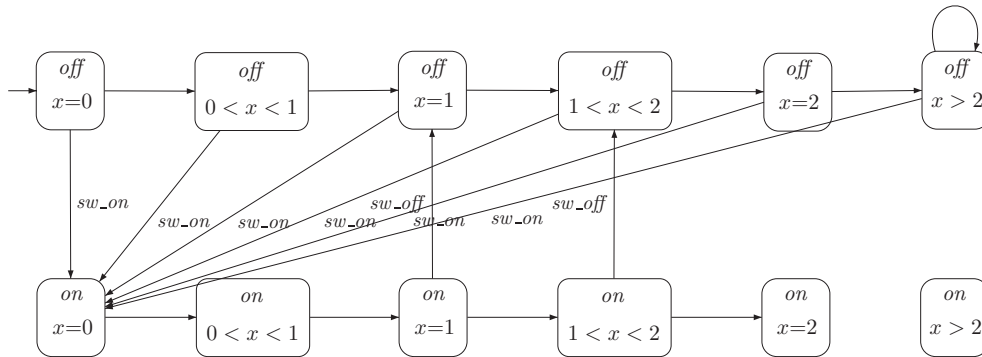 off off off off off off
x=0 0 < x < 1 x=1 1 < x < 2 x=2 x > 2
sw_on sw_off sw_off
sw_on sw_on sw_on sw_on sw_on
on on on on on on
x=0 0 < x < 1 x=1 1 < x < 2 x=2 x > 2